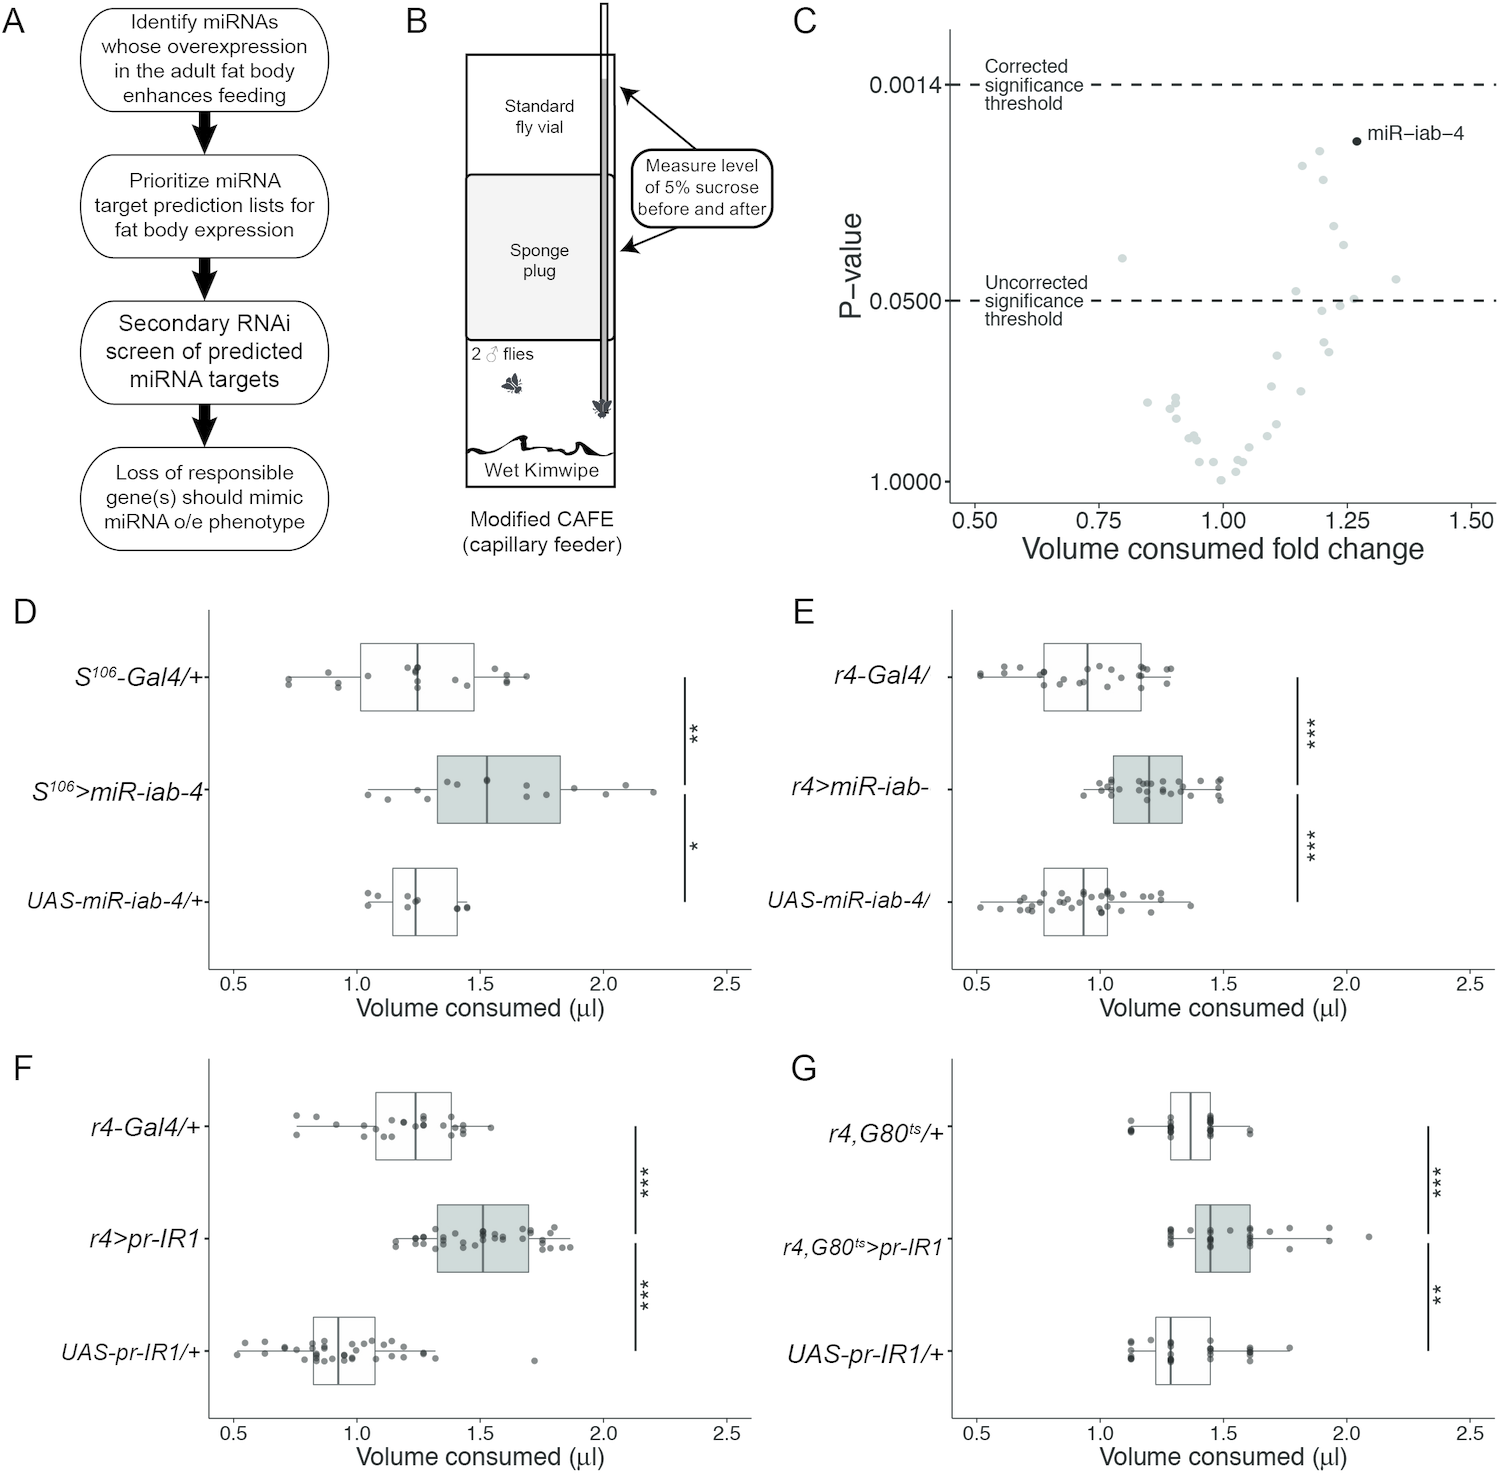 A
Identify miRNAs
whose overexpression
in the adult fat body
enhances feeding
Prioritize miRNA
target prediction lists for
fat body expression
Secondary RNAi
screen of predicted
miRNA targets
Loss of responsible
gene(s) should mimic
miRNA o/e phenotype
B
Standard
fly vial
Sponge
plug
2 ♂ flies
Wet Kimwipe
Measure level
of 5% sucrose
before and after
Modified CAFE
(capillary feeder)
C
P−value
0.0014
0.0500
1.0000
Corrected
significance
threshold
miR−iab−4
Uncorrected
significance
threshold
0.50 0.75 1.00 1.25 1.50
Volume consumed fold change
D
S106-Gal4/+
S106>miR-iab-4
UAS-miR-iab-4/+
**
*
0.5 1.0 1.5 2.0 2.5
Volume consumed (μl)
E
r4-Gal4/
r4>miR-iab-
UAS-miR-iab-4/
***
***
0.5 1.0 1.5 2.0 2.5
Volume consumed (μl)
F
r4-Gal4/+
r4>pr-IR1
UAS-pr-IR1/+
***
***
0.5 1.0 1.5 2.0 2.5
Volume consumed (μl)
G
r4,G80ts/+
r4,G80ts>pr-IR1
UAS-pr-IR1/+
***
**
0.5 1.0 1.5 2.0 2.5
Volume consumed (μl)